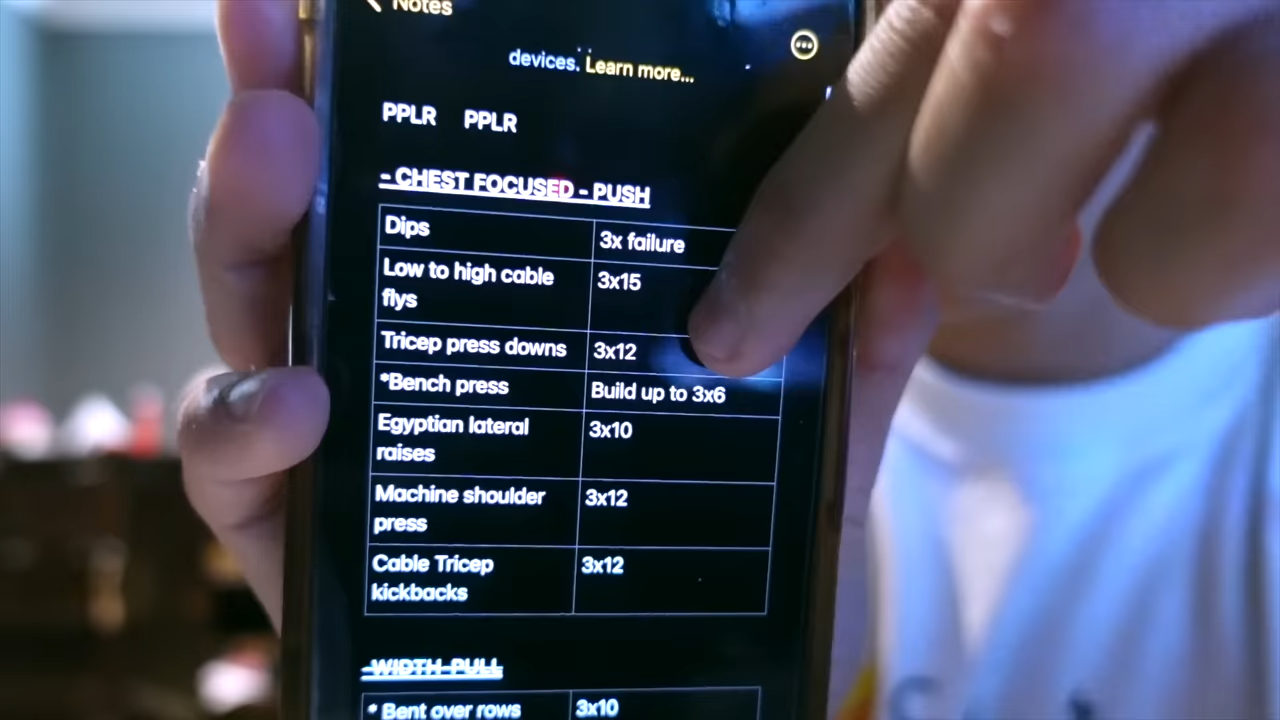 Notes
devices. Learn more...
PPLR PPLR
- CHEST FOCUSED - PUSH
Dips 3x failure
Low to high cable 3x15
flys
Tricep press downs 3x12
*Bench press Build up to 3x6
Egyptian lateral 3x10
raises
Machine shoulder 3x12
press
Cable Tricep 3x12
kickbacks
-WIDTH-PULL
* Bent over rows 3x10